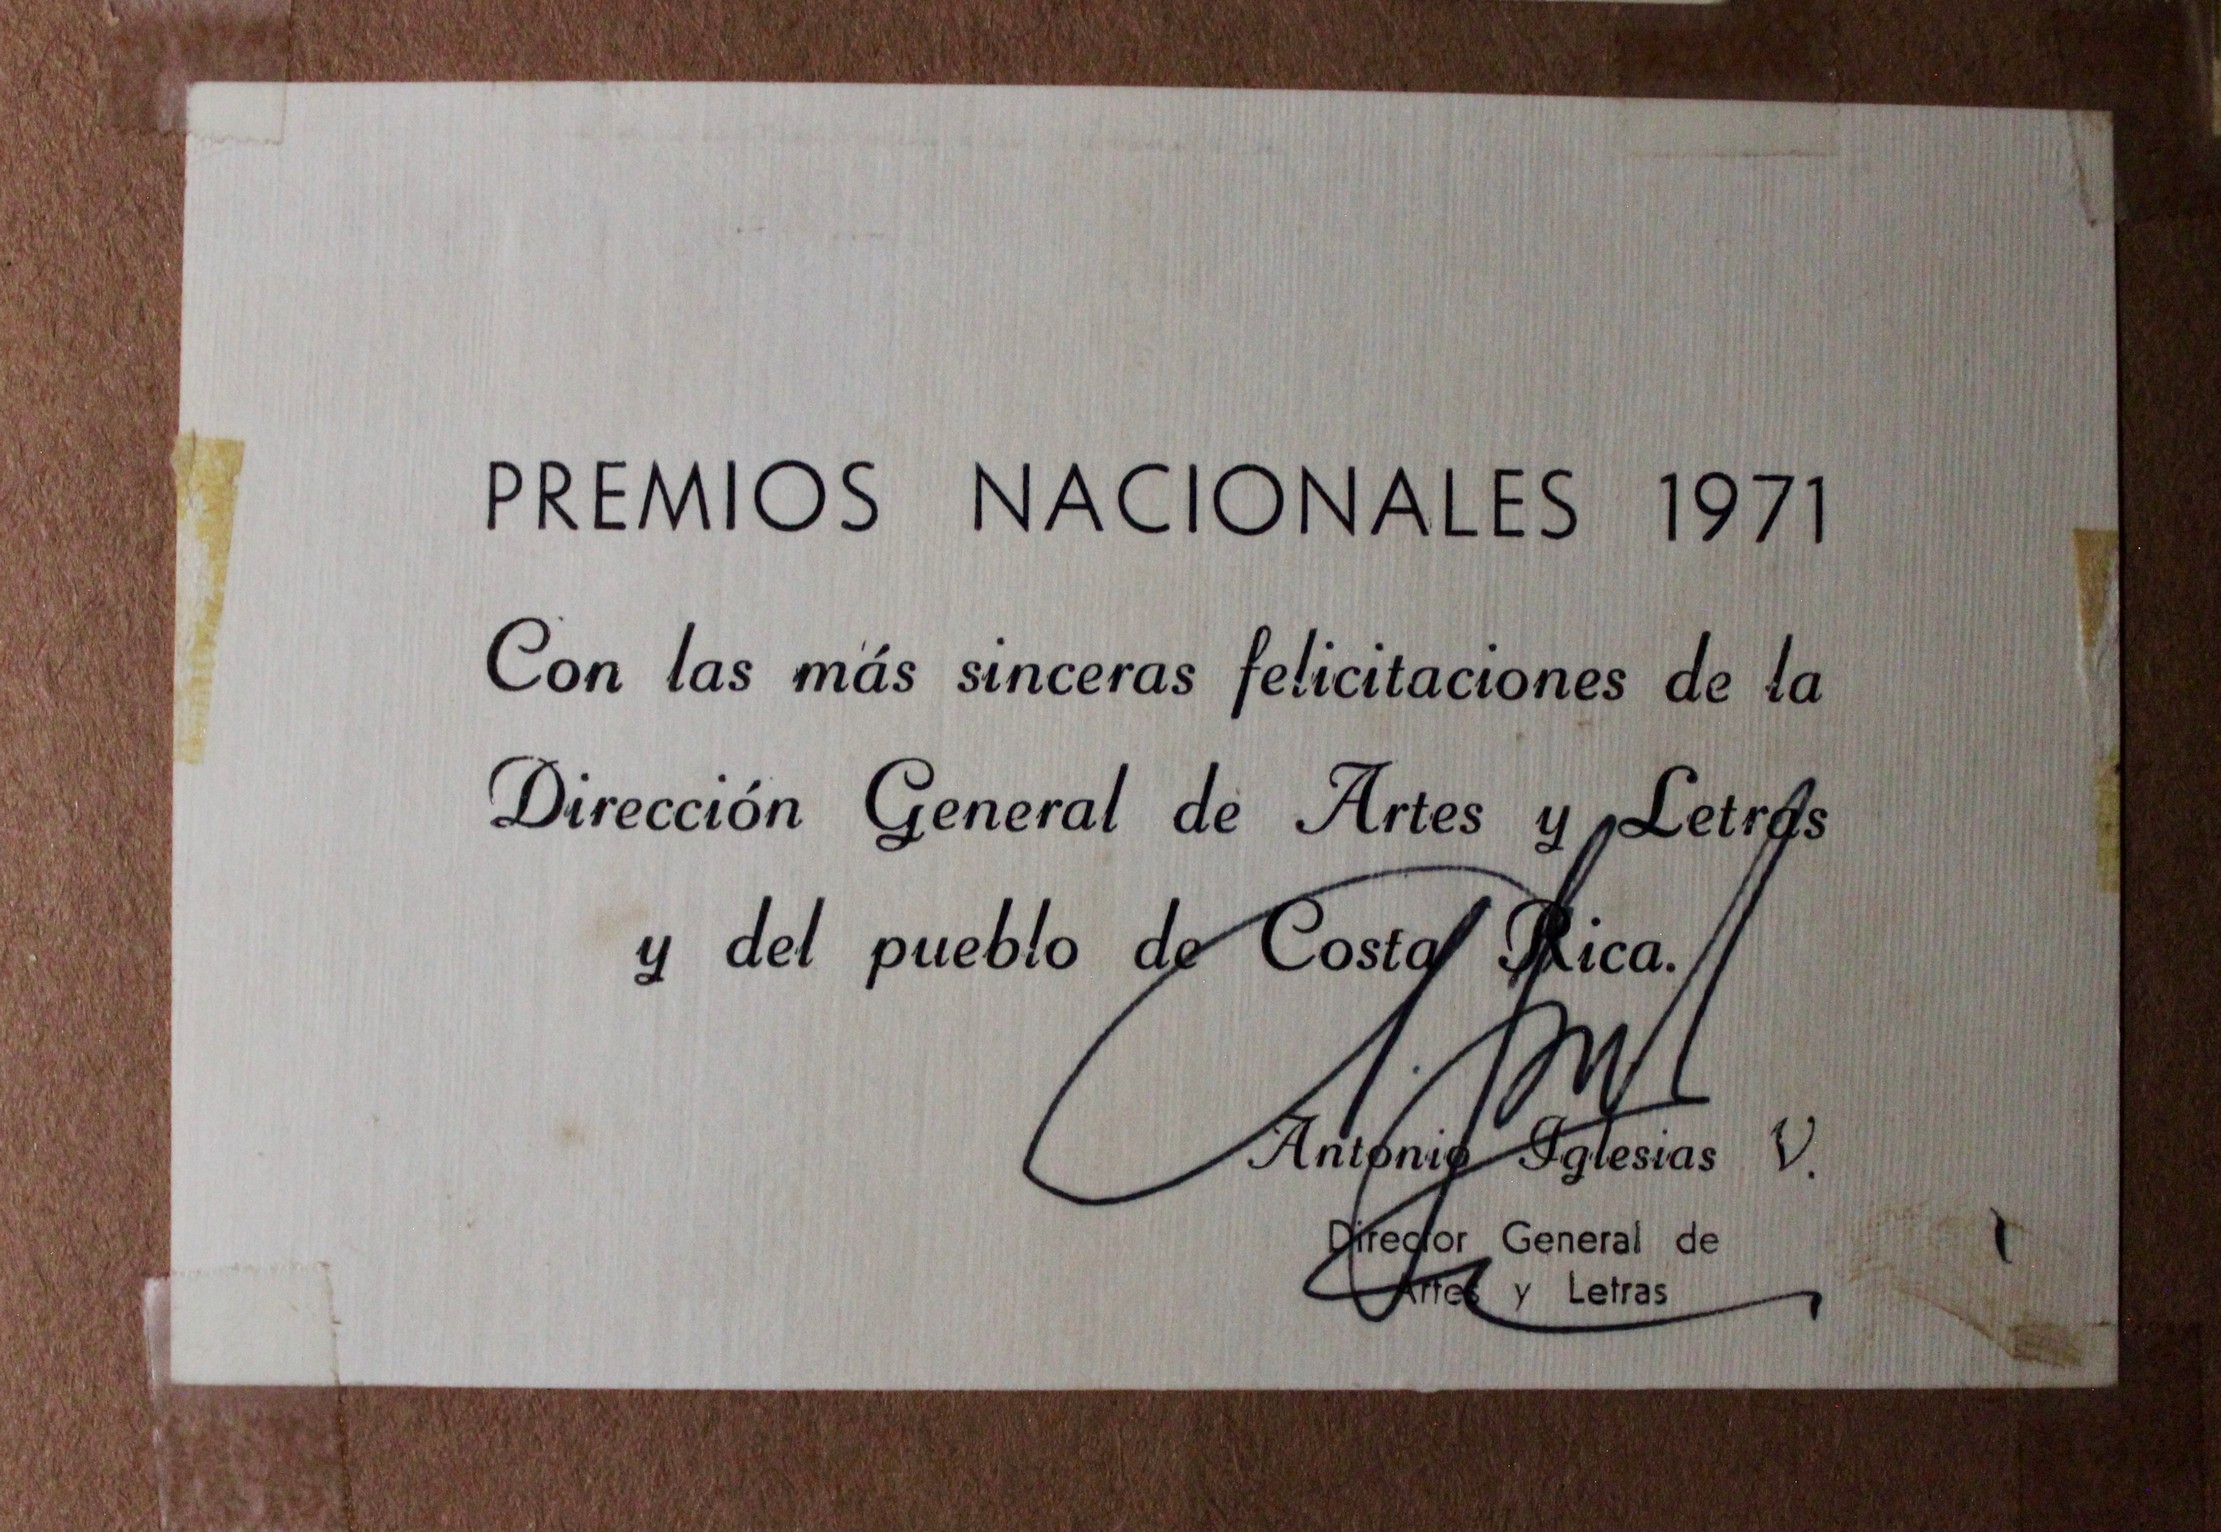 PREMIOS NACIONALES 1971
Con las más sinceras felicitaciones de la
Dirección General de Artes y Letras
y del pueblo de Costa Rica.
Antonio Iglesias V.
Director General de
Artes y Letras